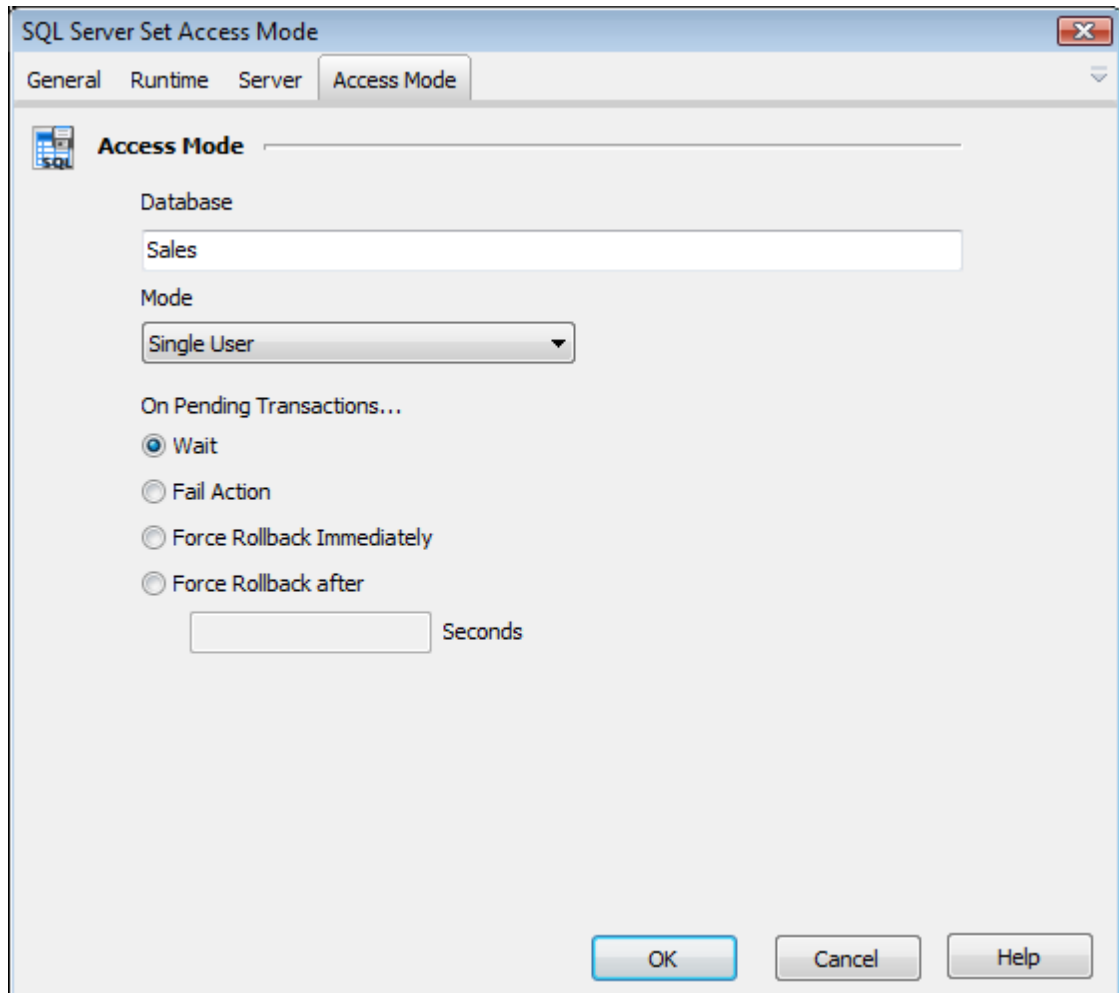 SQL Server Set Access Mode
General Runtime Server Access Mode
SQL
Access Mode
Database
Sales
Mode
Single User
On Pending Transactions...
Wait
Fail Action
Force Rollback Immediately
Force Rollback after
Seconds
OK Cancel Help